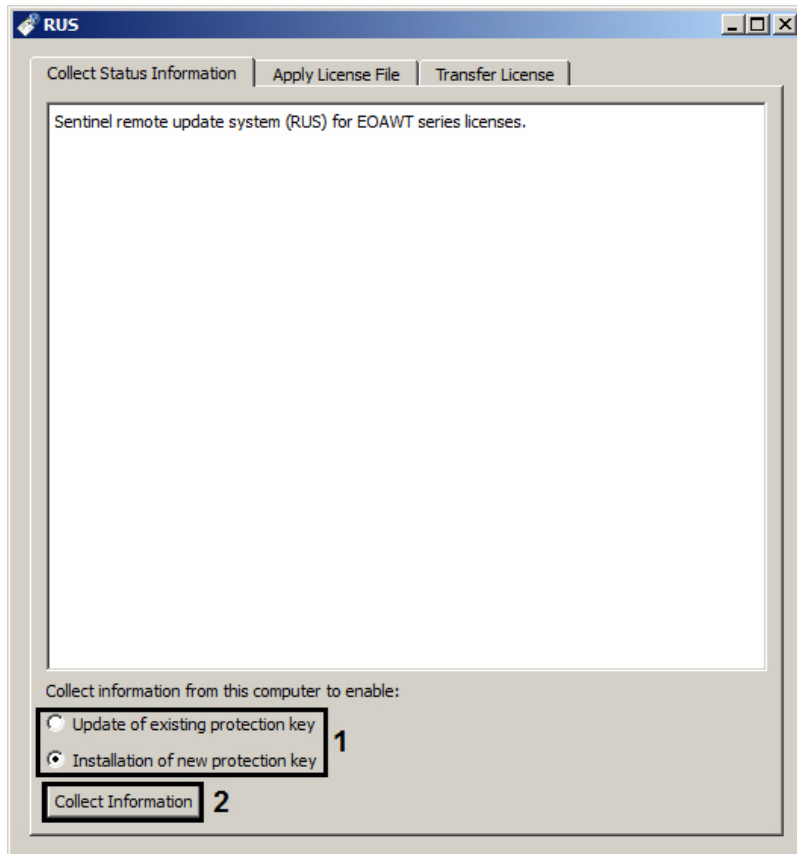 RUS
Collect Status Information Apply License File Transfer License
Sentinel remote update system (RUS) for EOAWT series licenses.
Collect information from this computer to enable:
Update of existing protection key
1
Installation of new protection key
Collect Information 2